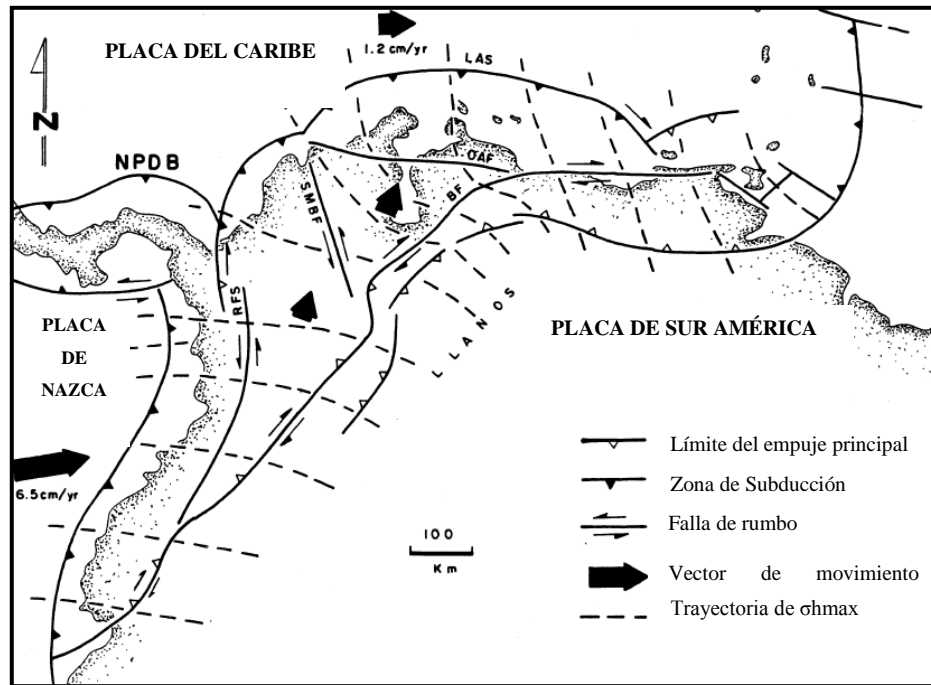 PLACA DEL CARIBE
1.2 cm/yr
LAS
N
NPDB
OAF
SMBF
BF
RFS
LLANOS
PLACA
DE
NAZCA
PLACA DE SUR AMÉRICA
6.5cm/yr
100
Km
Límite del empuje principal
Zona de Subducción
Falla de rumbo
Vector de movimiento
Trayectoria de σhmax